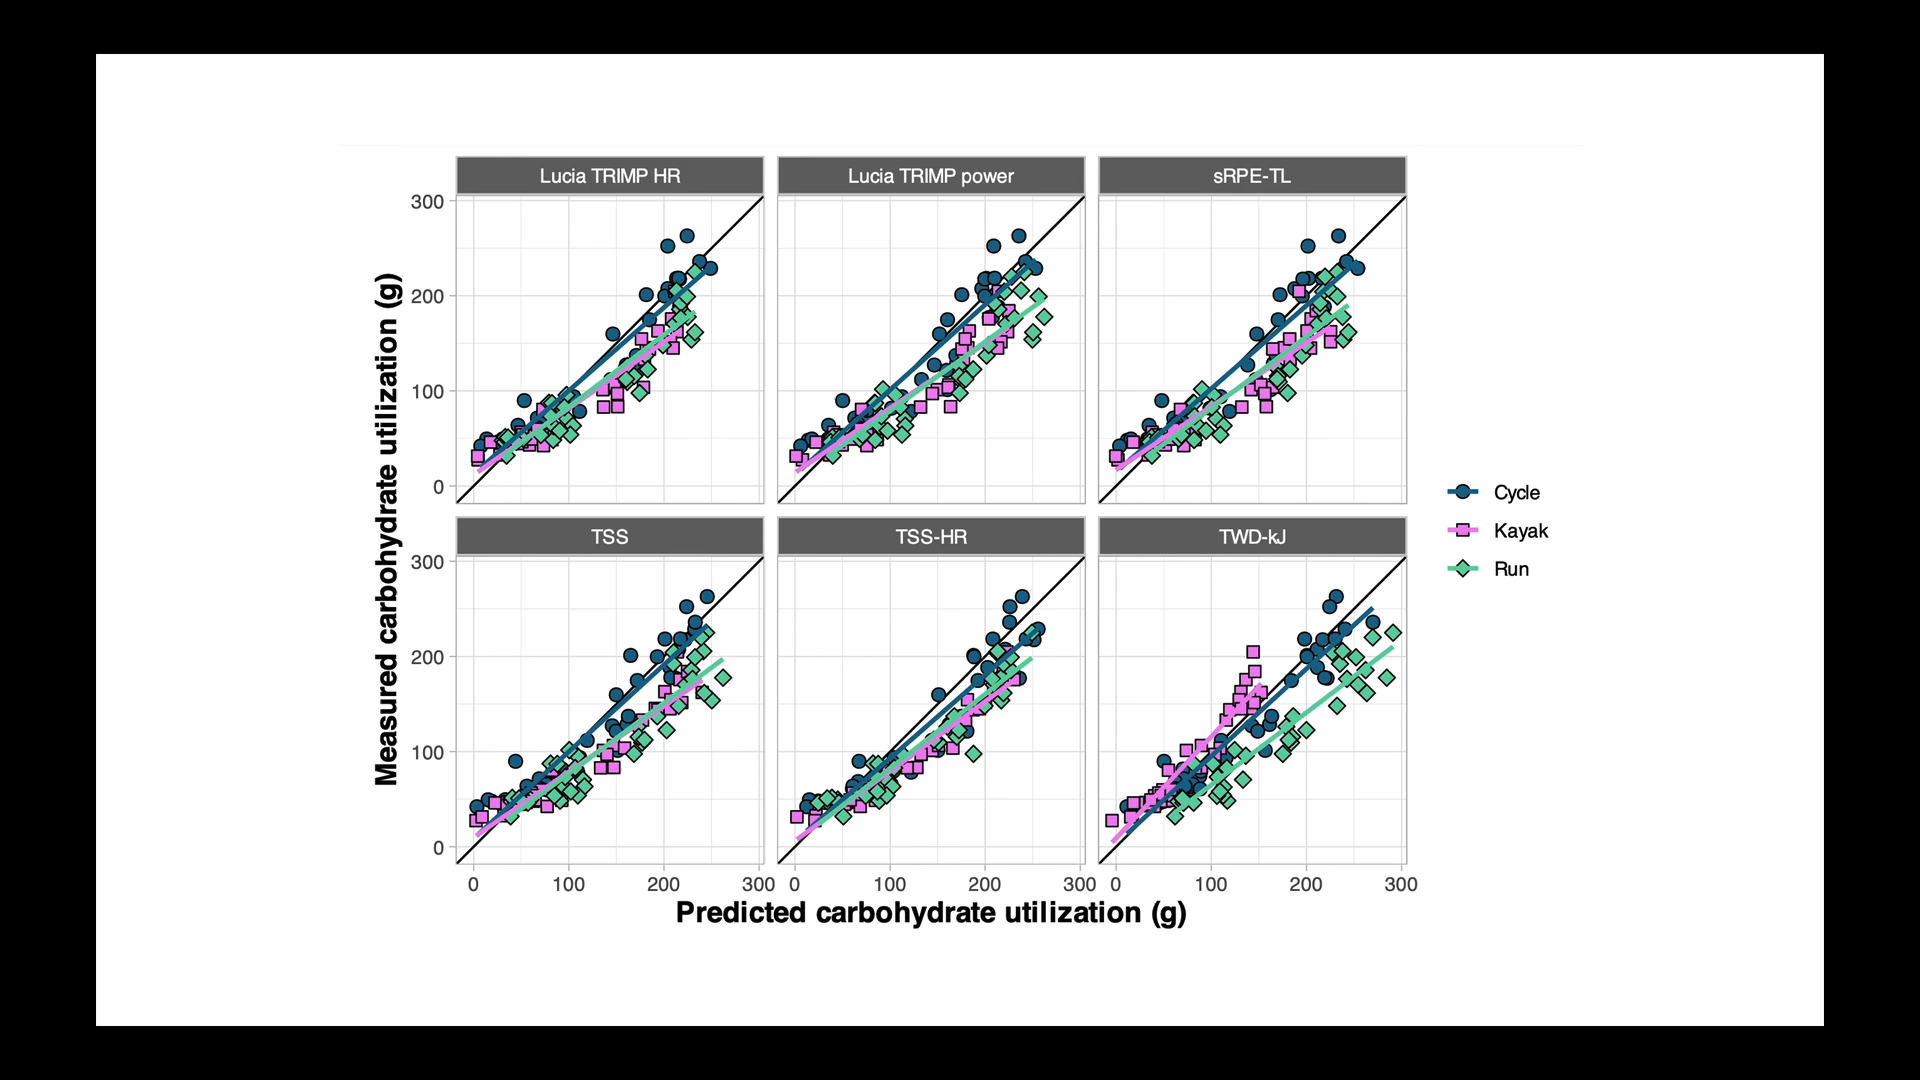 Lucia TRIMP HR
Lucia TRIMP power
sRPE-TL
300
200
100
0
TSS
TSS-HR
TWD-kJ
300
200
100
0
0 100 200 300
0 100 200 300
0 100 200 300
Measured carbohydrate utilization (g)
Predicted carbohydrate utilization (g)
Cycle
Kayak
Run